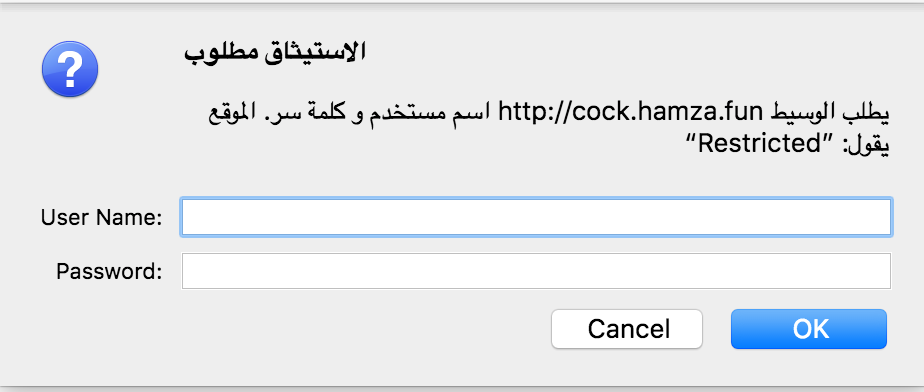 الاستيثاق مطلوب
يطلب الوسيط http://cock.hamza.fun اسم مستخدم و كلمة سر. الموقع
يقول: ”Restricted“
User Name:
Password:
Cancel
OK